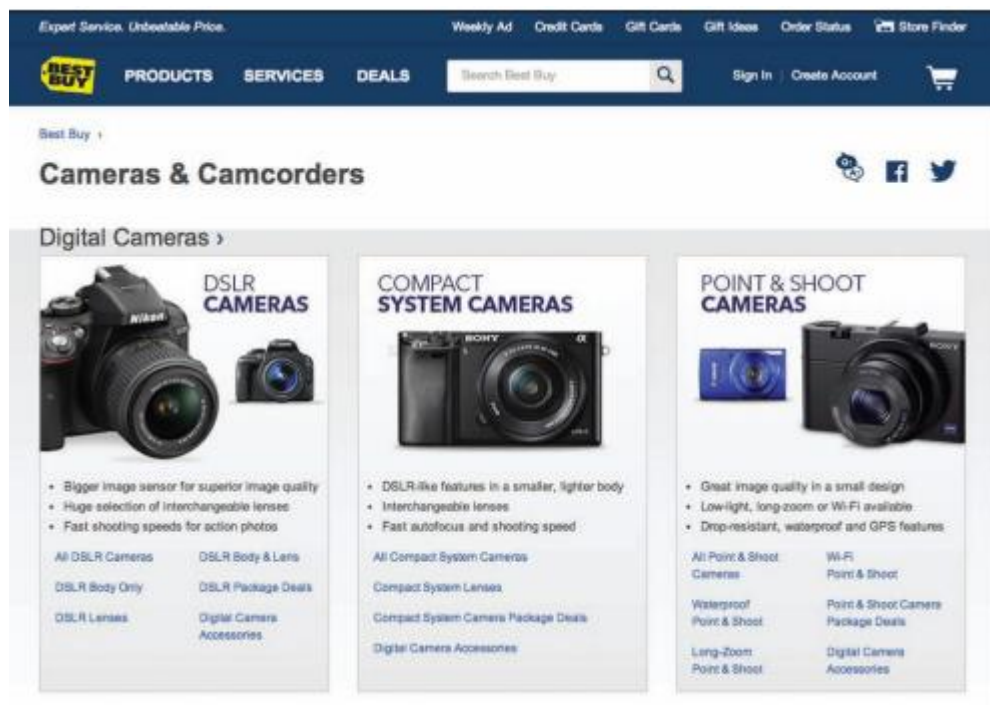 Expert Service. Unbeatable Price.
Weekly Ad Credit Cards Gift Cards Gift Ideas Order Status Store Finder
BEST BUY
PRODUCTS SERVICES DEALS
Search Best Buy
Sign In | Create Account
Best Buy ›
Cameras & Camcorders
Digital Cameras ›
DSLR
CAMERAS
Nikon
• Bigger image sensor for superior image quality
• Huge selection of interchangeable lenses
• Fast shooting speeds for action photos
All DSLR Cameras
DSLR Body & Lens
DSLR Body Only
DSLR Package Deals
DSLR Lenses
Digital Camera
Accessories
COMPACT
SYSTEM CAMERAS
SONY
α
• DSLR-like features in a smaller, lighter body
• Interchangeable lenses
• Fast autofocus and shooting speed
All Compact System Cameras
Compact System Lenses
Compact System Camera Package Deals
Digital Camera Accessories
POINT & SHOOT
CAMERAS
SONY
Canon
• Great image quality in a small design
• Low-light, long-zoom or Wi-Fi available
• Drop-resistant, waterproof and GPS features
All Point & Shoot
Cameras
Wi-Fi
Point & Shoot
Waterproof
Point & Shoot
Point & Shoot Camera
Package Deals
Long-Zoom
Point & Shoot
Digital Camera
Accessories